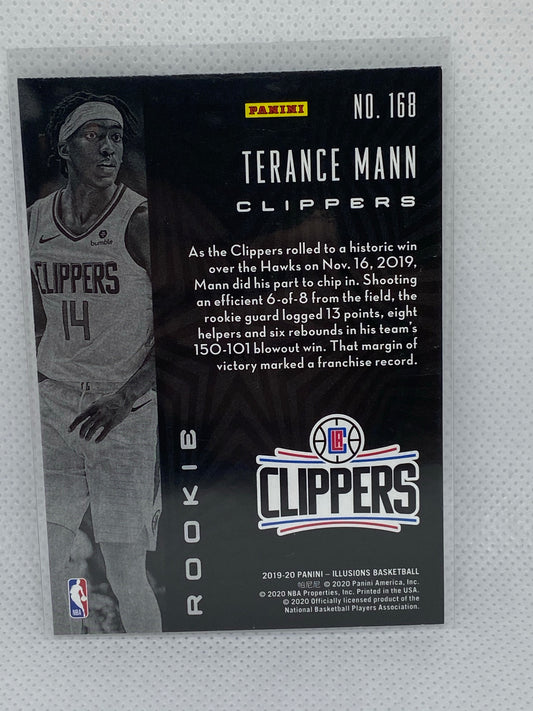 PANINI
NO. 168
TERANCE MANN
CLIPPERS
As the Clippers rolled to a historic win
over the Hawks on Nov. 16, 2019,
Mann did his part to chip in. Shooting
an efficient 6-of-8 from the field, the
rookie guard logged 13 points, eight
helpers and six rebounds in his team's
150-101 blowout win. That margin of
victory marked a franchise record.
bumble
CLIPPERS
14
ROOKIE
LA
CLIPPERS
NBA
2019-20 PANINI – ILLUSIONS BASKETBALL
帕尼尼 © 2020 Panini America, Inc.
© 2020 NBA Properties, Inc. Printed in the USA.
© 2020 Officially licensed product of the
National Basketball Players Association.